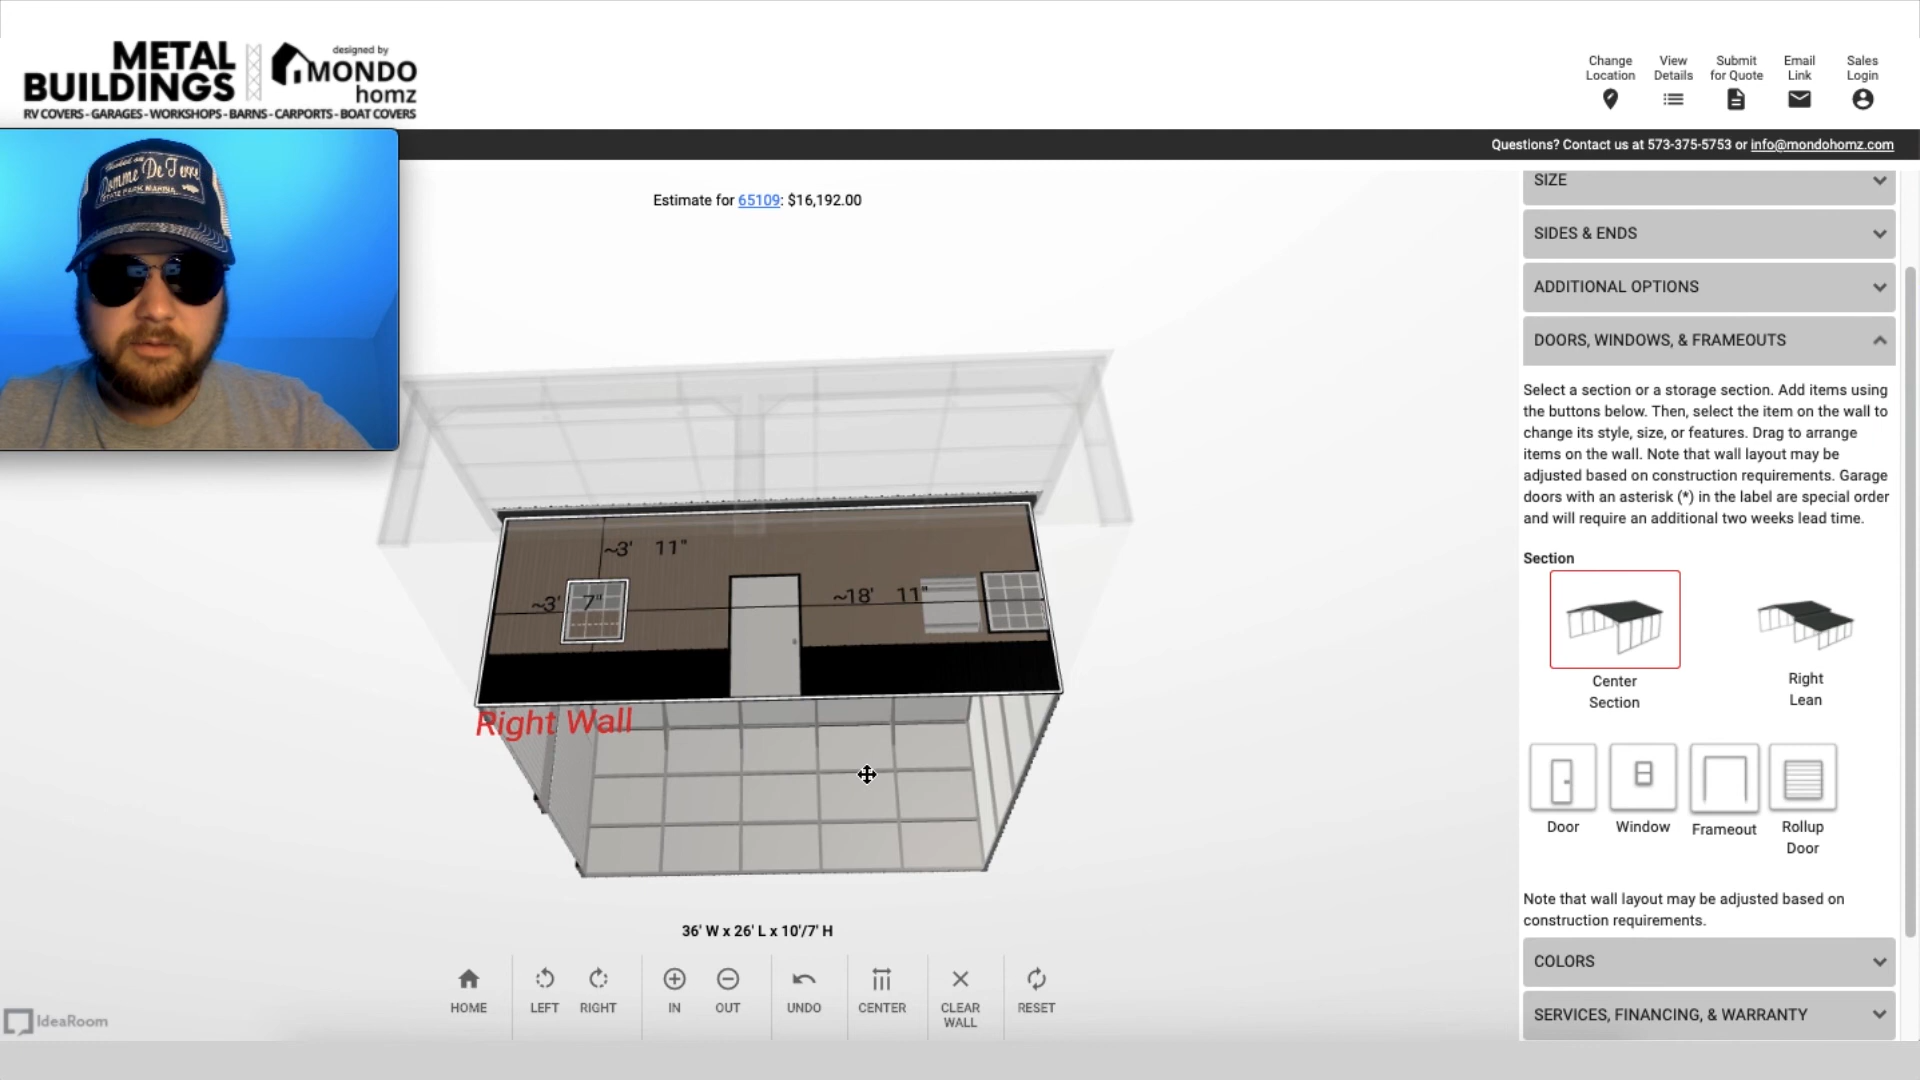 METAL
BUILDINGS
designed by
MONDO
homz
RV COVERS - GARAGES - WORKSHOPS - BARNS - CARPORTS - BOAT COVERS
Change
Location
View
Details
Submit
for Quote
Email
Link
Sales
Login
Questions? Contact us at 573-375-5753 or info@mondohomz.com
Pomme De Terre
STATE PARK MARINA
Estimate for 65109: $16,192.00
~3' 11"
~3' 7"
~18' 11"
Right Wall
36' W x 26' L x 10'/7' H
HOME
LEFT
RIGHT
IN
OUT
UNDO
CENTER
CLEAR
WALL
RESET
IdeaRoom
SIZE
SIDES & ENDS
ADDITIONAL OPTIONS
DOORS, WINDOWS, & FRAMEOUTS
Select a section or a storage section. Add items using
the buttons below. Then, select the item on the wall to
change its style, size, or features. Drag to arrange
items on the wall. Note that wall layout may be
adjusted based on construction requirements. Garage
doors with an asterisk (*) in the label are special order
and will require an additional two weeks lead time.
Section
Center
Section
Right
Lean
Door
Window
Frameout
Rollup
Door
Note that wall layout may be adjusted based on
construction requirements.
COLORS
SERVICES, FINANCING, & WARRANTY